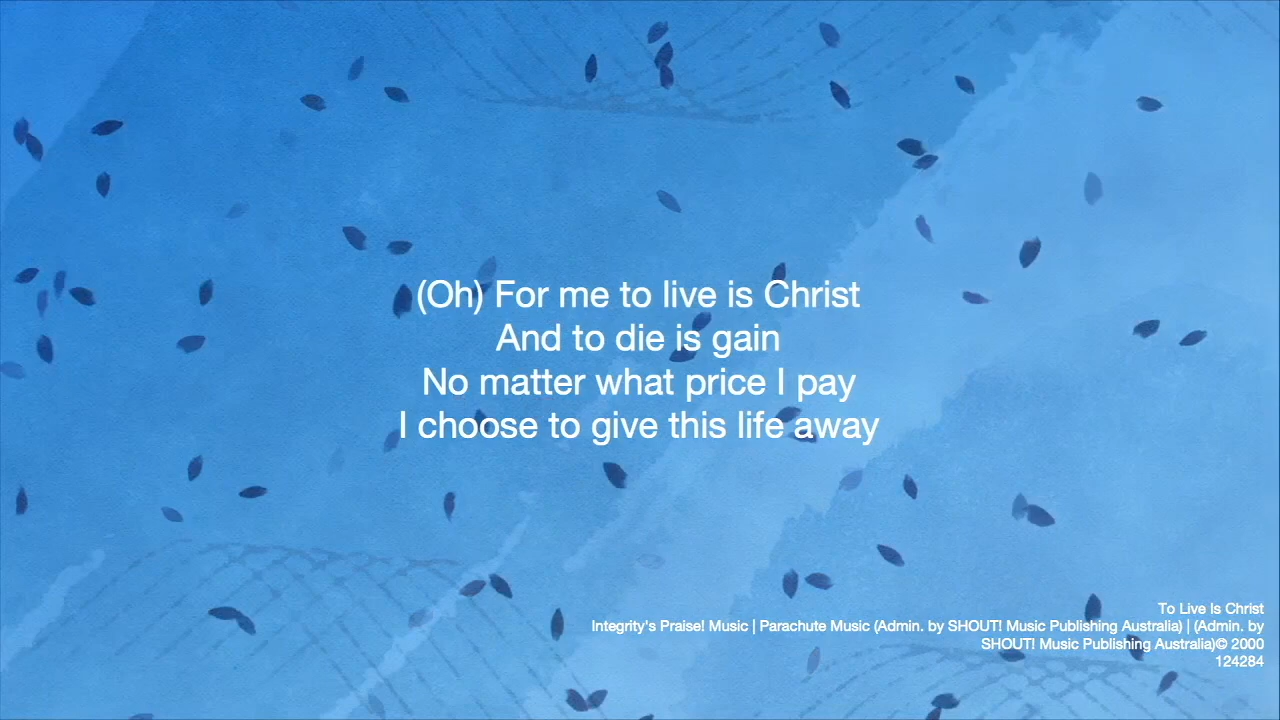 (Oh) For me to live is Christ
And to die is gain
No matter what price I pay
I choose to give this life away
To Live Is Christ
Integrity's Praise! Music | Parachute Music (Admin. by SHOUT! Music Publishing Australia) | (Admin. by
SHOUT! Music Publishing Australia)© 2000
124284